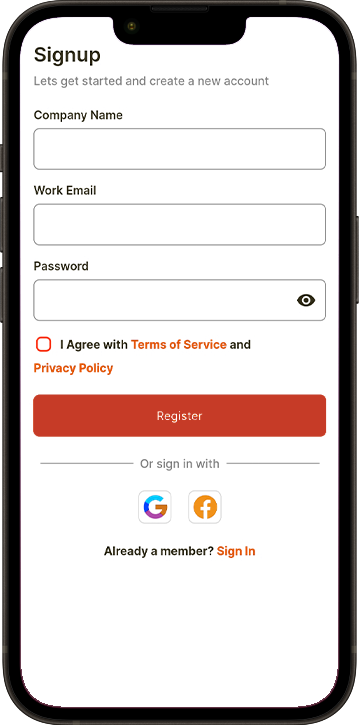 Signup
Lets get started and create a new account
Company Name
Work Email
Password
I Agree with Terms of Service and
Privacy Policy
Register
Or sign in with
Already a member? Sign In